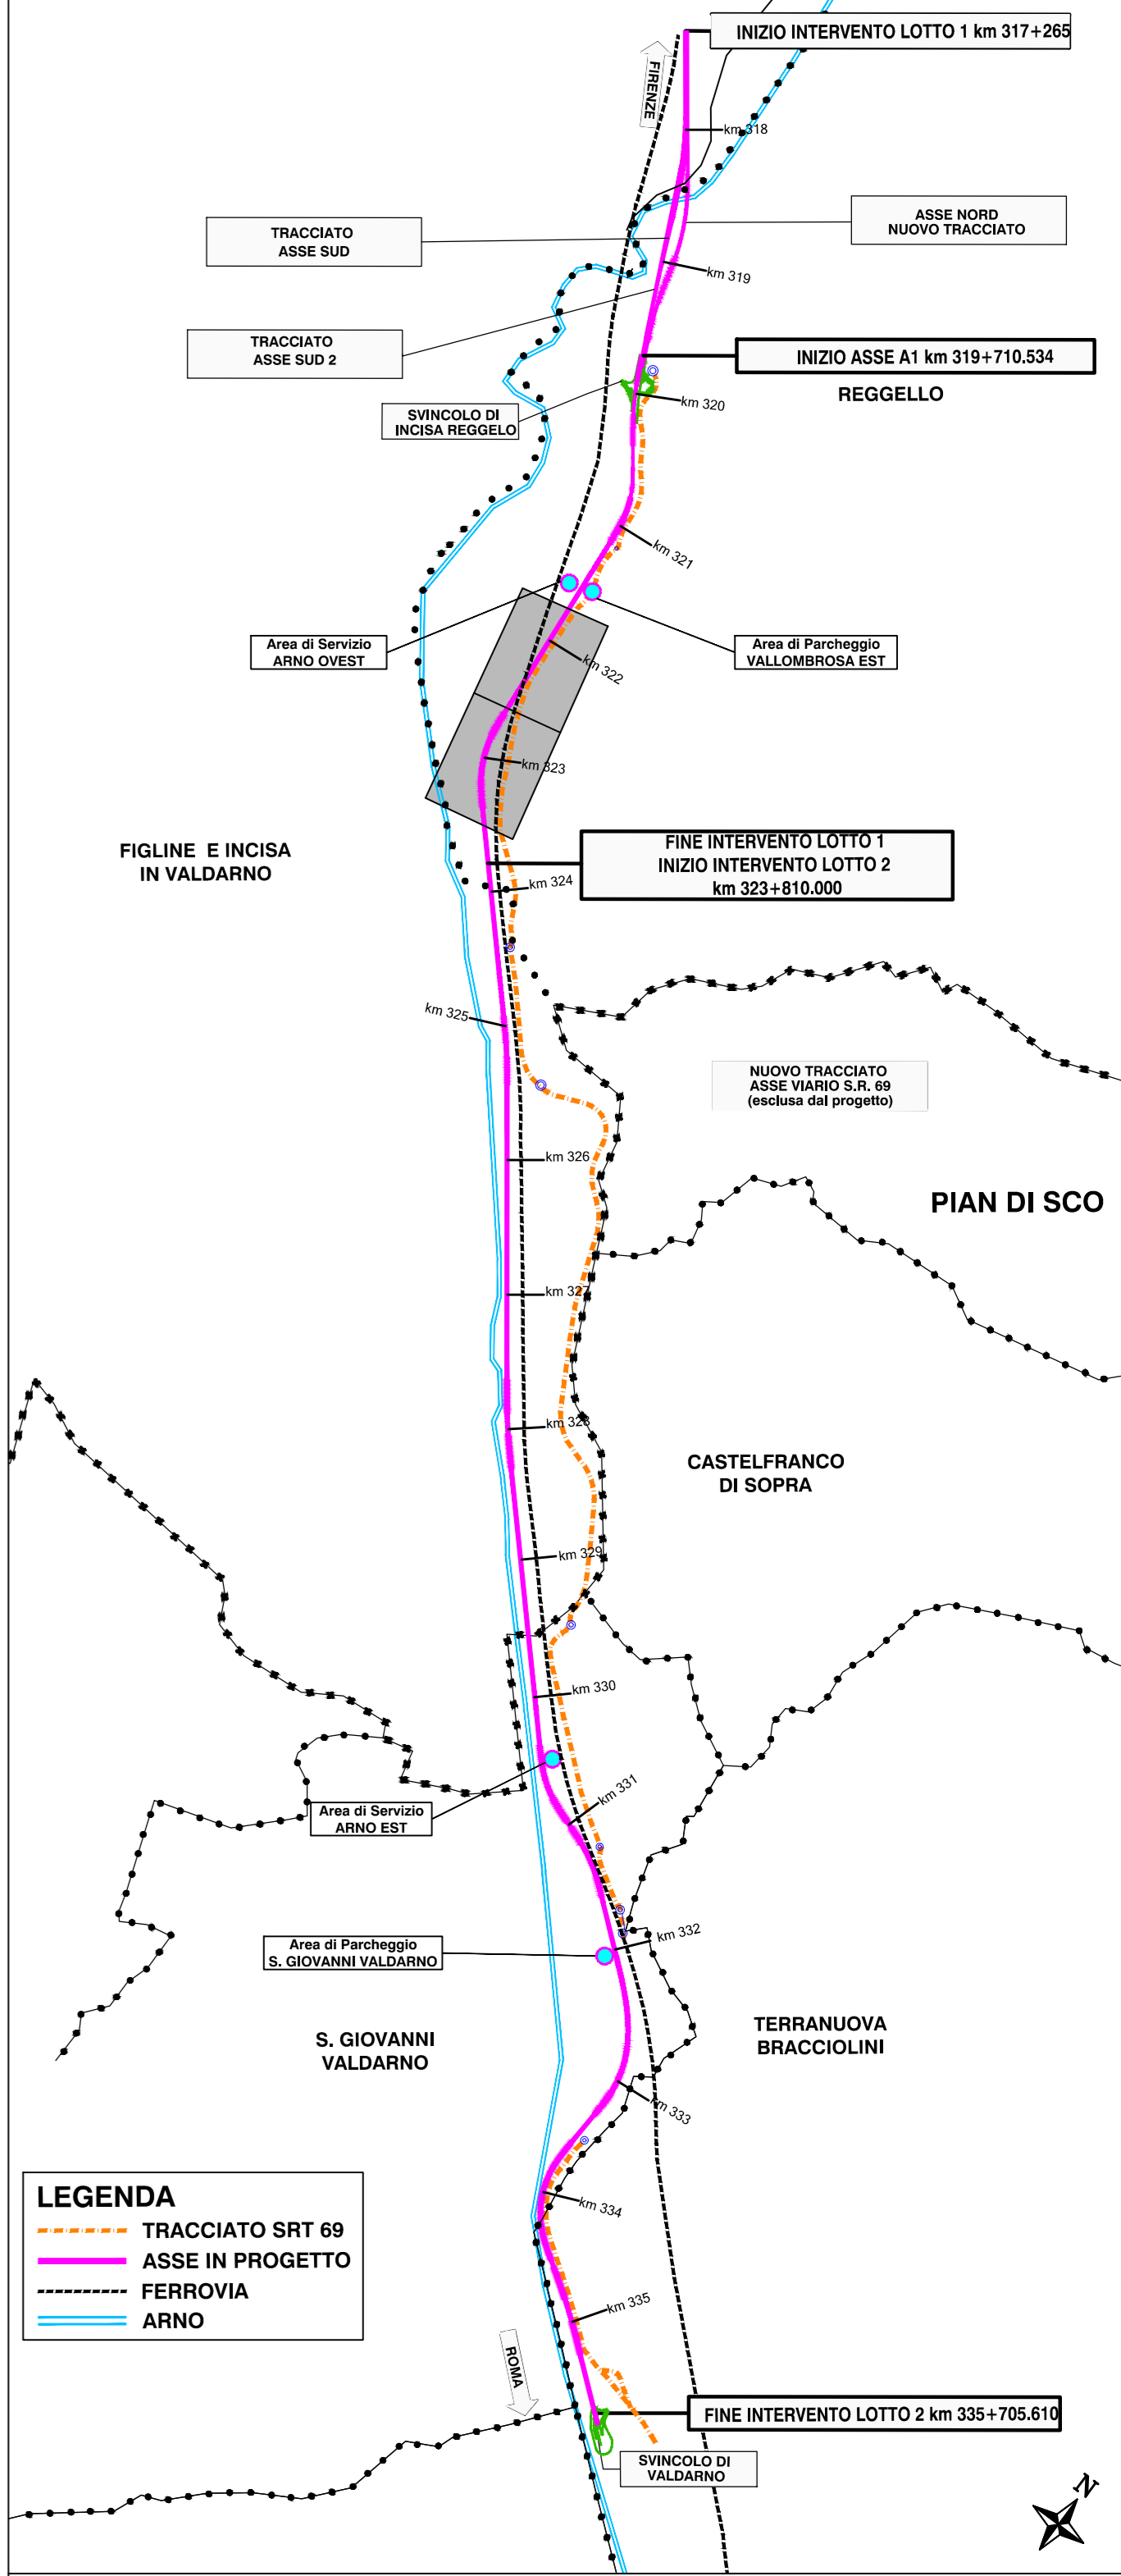 INIZIO INTERVENTO LOTTO 1 km 317+265
FIRENZE
km 318
ASSE NORD
NUOVO TRACCIATO
TRACCIATO
ASSE SUD
km 319
TRACCIATO
ASSE SUD 2
INIZIO ASSE A1 km 319+710.534
REGGELLO
km 320
SVINCOLO DI
INCISA REGGELO
km 321
Area di Servizio
ARNO OVEST
Area di Parcheggio
VALLOMBROSA EST
km 322
km 323
FIGLINE E INCISA
IN VALDARNO
FINE INTERVENTO LOTTO 1
INIZIO INTERVENTO LOTTO 2
km 323+810.000
km 324
km 325
NUOVO TRACCIATO
ASSE VIARIO S.R. 69
(esclusa dal progetto)
km 326
PIAN DI SCO
km 327
km 328
CASTELFRANCO
DI SOPRA
km 329
km 330
km 331
Area di Servizio
ARNO EST
km 332
Area di Parcheggio
S. GIOVANNI VALDARNO
S. GIOVANNI
VALDARNO
TERRANUOVA
BRACCIOLINI
km 333
km 334
LEGENDA
TRACCIATO SRT 69
ASSE IN PROGETTO
FERROVIA
ARNO
km 335
ROMA
FINE INTERVENTO LOTTO 2 km 335+705.610
SVINCOLO DI
VALDARNO
N